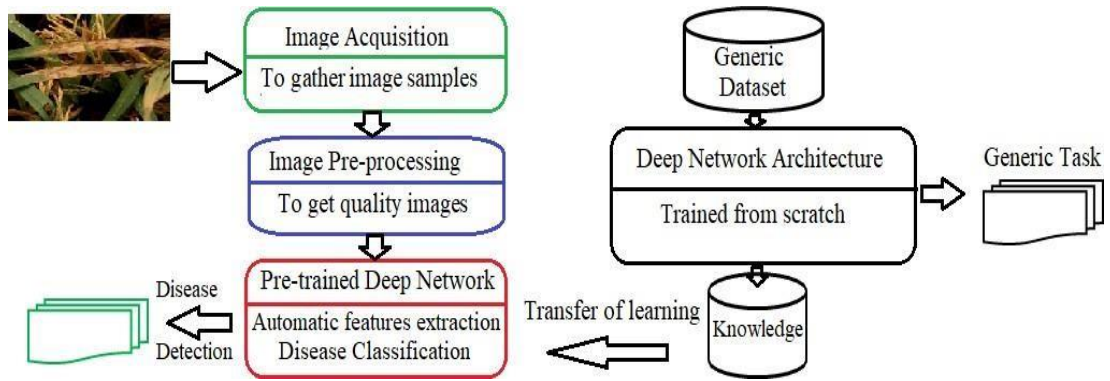 Image Acquisition
To gather image samples
Image Pre-processing
To get quality images
Pre-trained Deep Network
Automatic features extraction
Disease Classification
Disease
Detection
Generic
Dataset
Deep Network Architecture
Trained from scratch
Generic Task
Knowledge
Transfer of learning